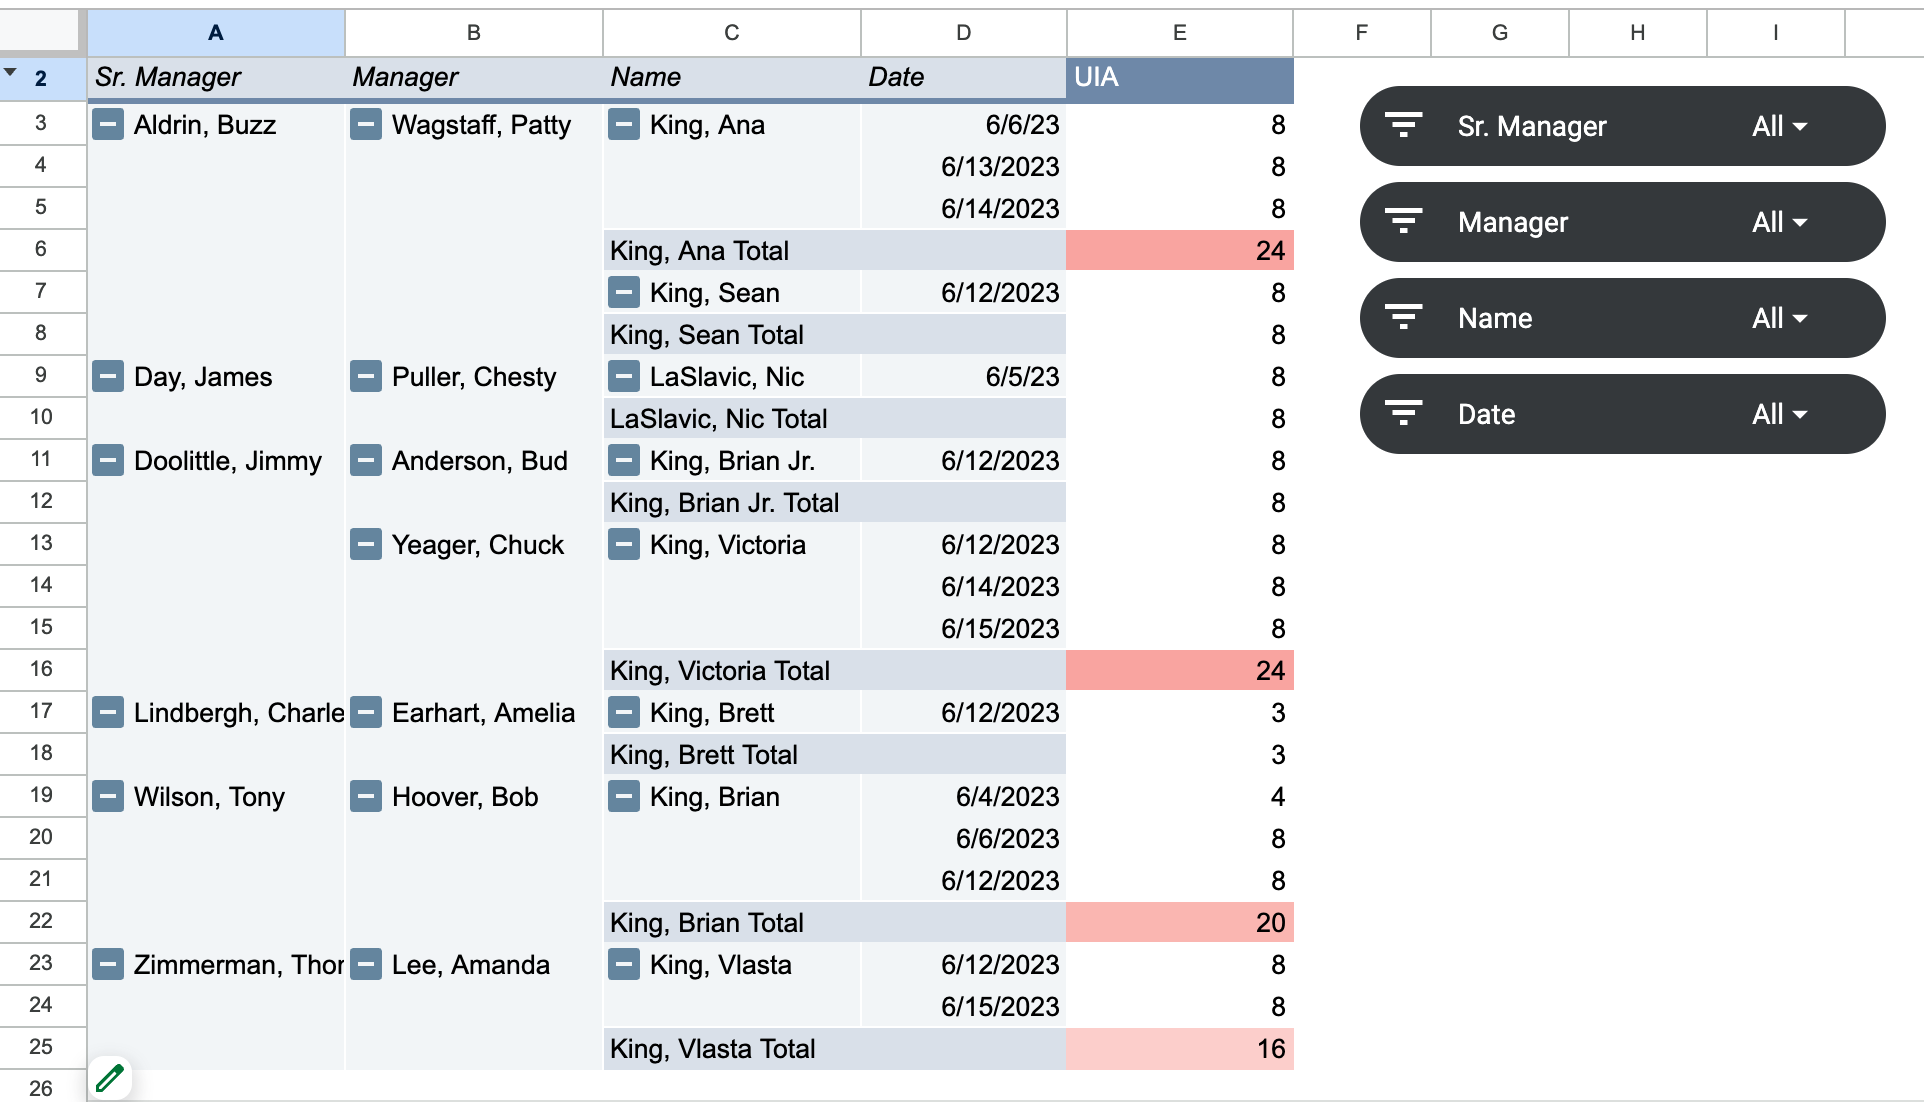 A B C D E F G H I
2 Sr. Manager Manager Name Date UIA
3 Aldrin, Buzz Wagstaff, Patty King, Ana 6/6/23 8
4 6/13/2023 8
5 6/14/2023 8
6 King, Ana Total 24
7 King, Sean 6/12/2023 8
8 King, Sean Total 8
9 Day, James Puller, Chesty LaSlavic, Nic 6/5/23 8
10 LaSlavic, Nic Total 8
11 Doolittle, Jimmy Anderson, Bud King, Brian Jr. 6/12/2023 8
12 King, Brian Jr. Total 8
13 Yeager, Chuck King, Victoria 6/12/2023 8
14 6/14/2023 8
15 6/15/2023 8
16 King, Victoria Total 24
17 Lindbergh, Charle Earhart, Amelia King, Brett 6/12/2023 3
18 King, Brett Total 3
19 Wilson, Tony Hoover, Bob King, Brian 6/4/2023 4
20 6/6/2023 8
21 6/12/2023 8
22 King, Brian Total 20
23 Zimmerman, Thor Lee, Amanda King, Vlasta 6/12/2023 8
24 6/15/2023 8
25 King, Vlasta Total 16
26
Sr. Manager All
Manager All
Name All
Date All